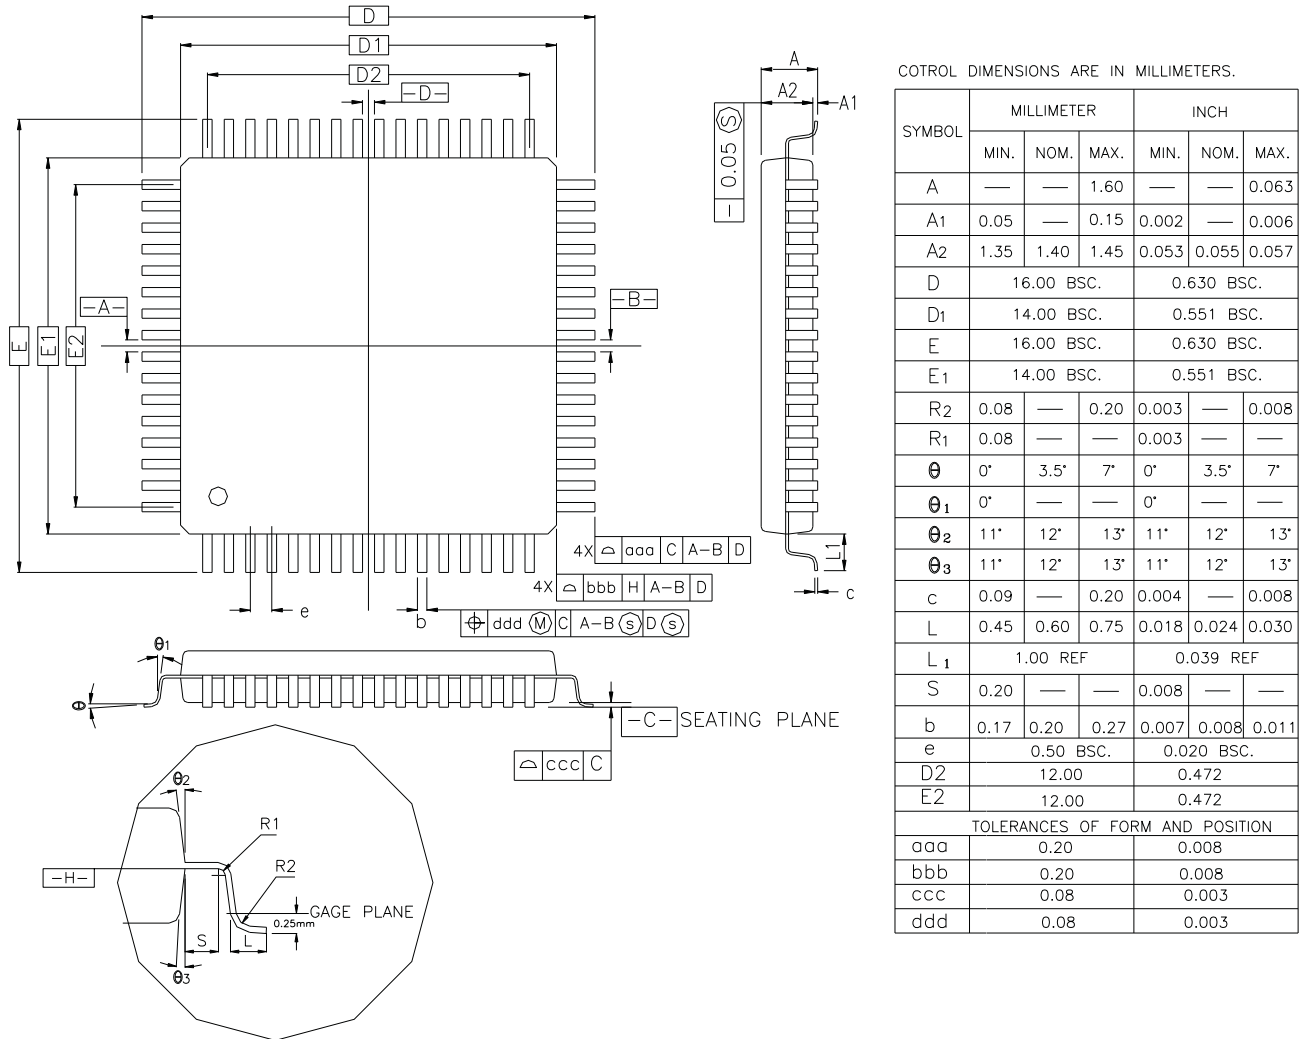 D
D1
D2
-D-
E
E1
E2
-A-
-B-
4X ⌓ aaa C A-B D
4X ⌓ bbb H A-B D
e
b
⌖ ddd Ⓜ C A-B Ⓢ D Ⓢ
A
A2
A1
- 0.05 Ⓢ
L1
c
θ1
θ
-C- SEATING PLANE
⌓ ccc C
θ2
R1
R2
-H-
GAGE PLANE
0.25mm
S
L
θ3
COTROL DIMENSIONS ARE IN MILLIMETERS.
SYMBOL MILLIMETER INCH
MIN. NOM. MAX. MIN. NOM. MAX.
A — — 1.60 — — 0.063
A1 0.05 — 0.15 0.002 — 0.006
A2 1.35 1.40 1.45 0.053 0.055 0.057
D 16.00 BSC. 0.630 BSC.
D1 14.00 BSC. 0.551 BSC.
E 16.00 BSC. 0.630 BSC.
E1 14.00 BSC. 0.551 BSC.
R2 0.08 — 0.20 0.003 — 0.008
R1 0.08 — — 0.003 — —
θ 0° 3.5° 7° 0° 3.5° 7°
θ1 0° — — 0° — —
θ2 11° 12° 13° 11° 12° 13°
θ3 11° 12° 13° 11° 12° 13°
c 0.09 — 0.20 0.004 — 0.008
L 0.45 0.60 0.75 0.018 0.024 0.030
L1 1.00 REF 0.039 REF
S 0.20 — — 0.008 — —
b 0.17 0.20 0.27 0.007 0.008 0.011
e 0.50 BSC. 0.020 BSC.
D2 12.00 0.472
E2 12.00 0.472
TOLERANCES OF FORM AND POSITION
aaa 0.20 0.008
bbb 0.20 0.008
ccc 0.08 0.003
ddd 0.08 0.003